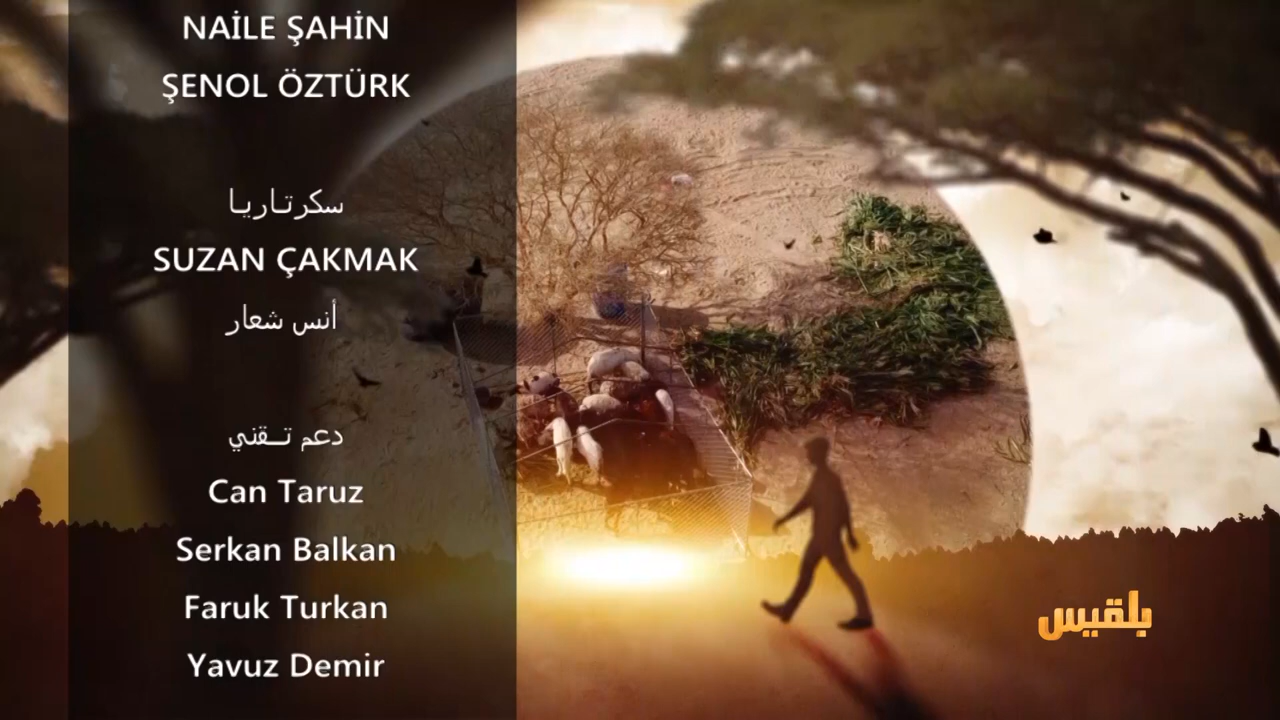 NAİLE ŞAHİN
ŞENOL ÖZTÜRK
سكرتاريا
SUZAN ÇAKMAK
أنس شعار
دعم تقني
Can Taruz
Serkan Balkan
Faruk Turkan
Yavuz Demir
بلقيس